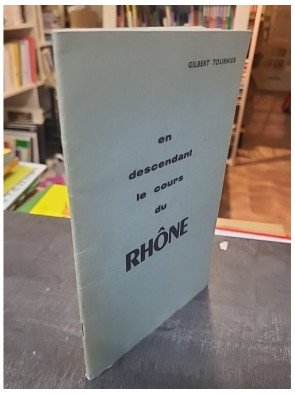 GILBERT TOURNIER
en
descendant
le cours
du
RHÔNE